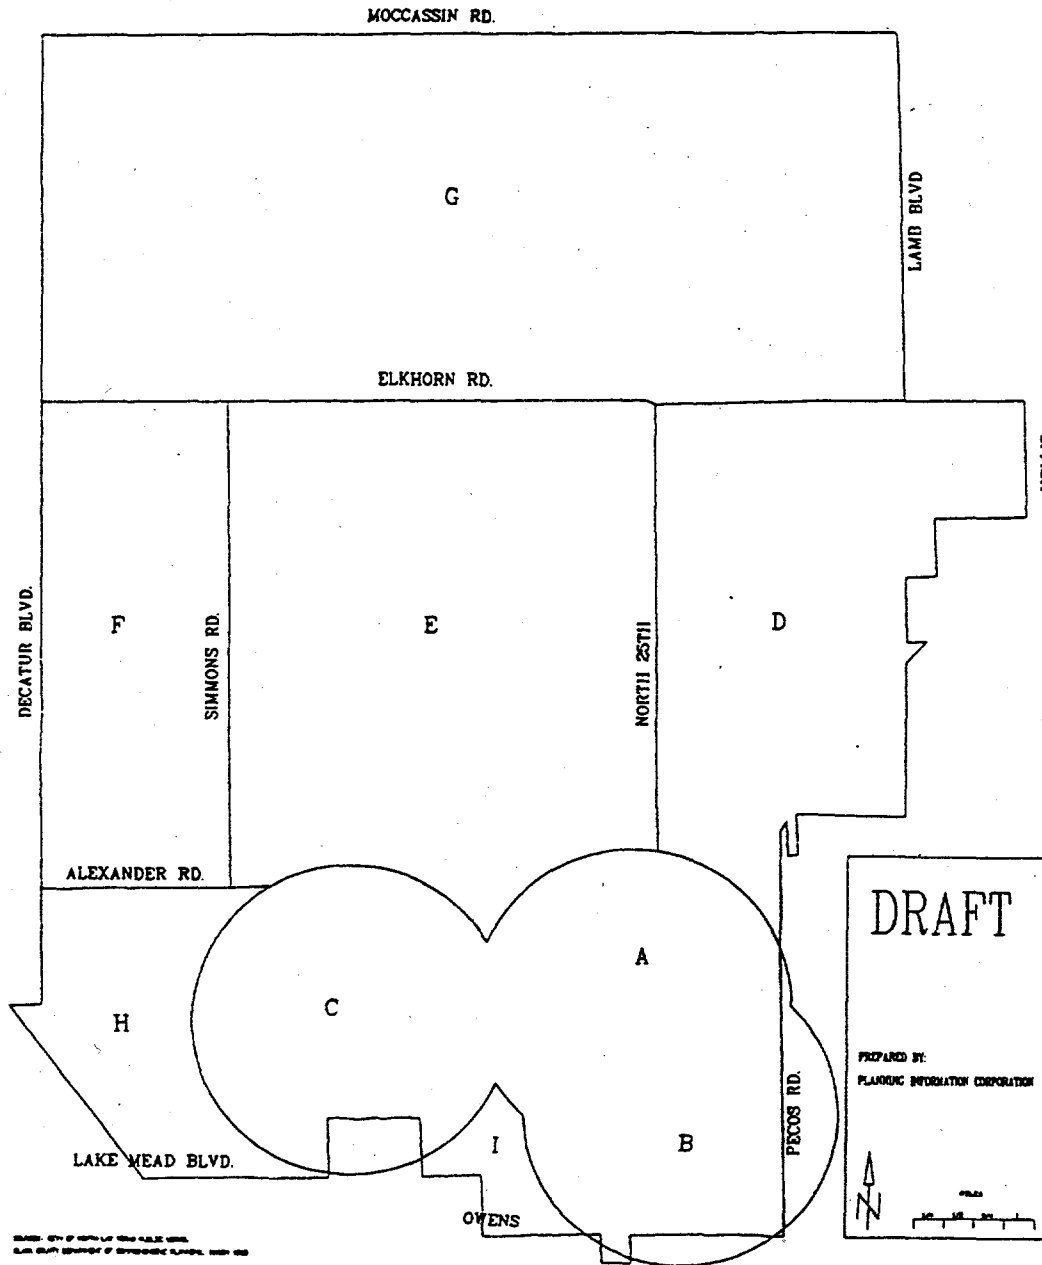 MOCCASSIN RD.
G
LAMB BLVD
ELKHORN RD.
DECATUR BLVD.
F
SIMMONS RD.
E
NORTH 25TH
D
ALEXANDER RD.
DRAFT
A
C
H
PREPARED BY:
PLANNING INFORMATION CORPORATION
PECOS RD.
I
B
LAKE MEAD BLVD.
OWENS
N
MILES